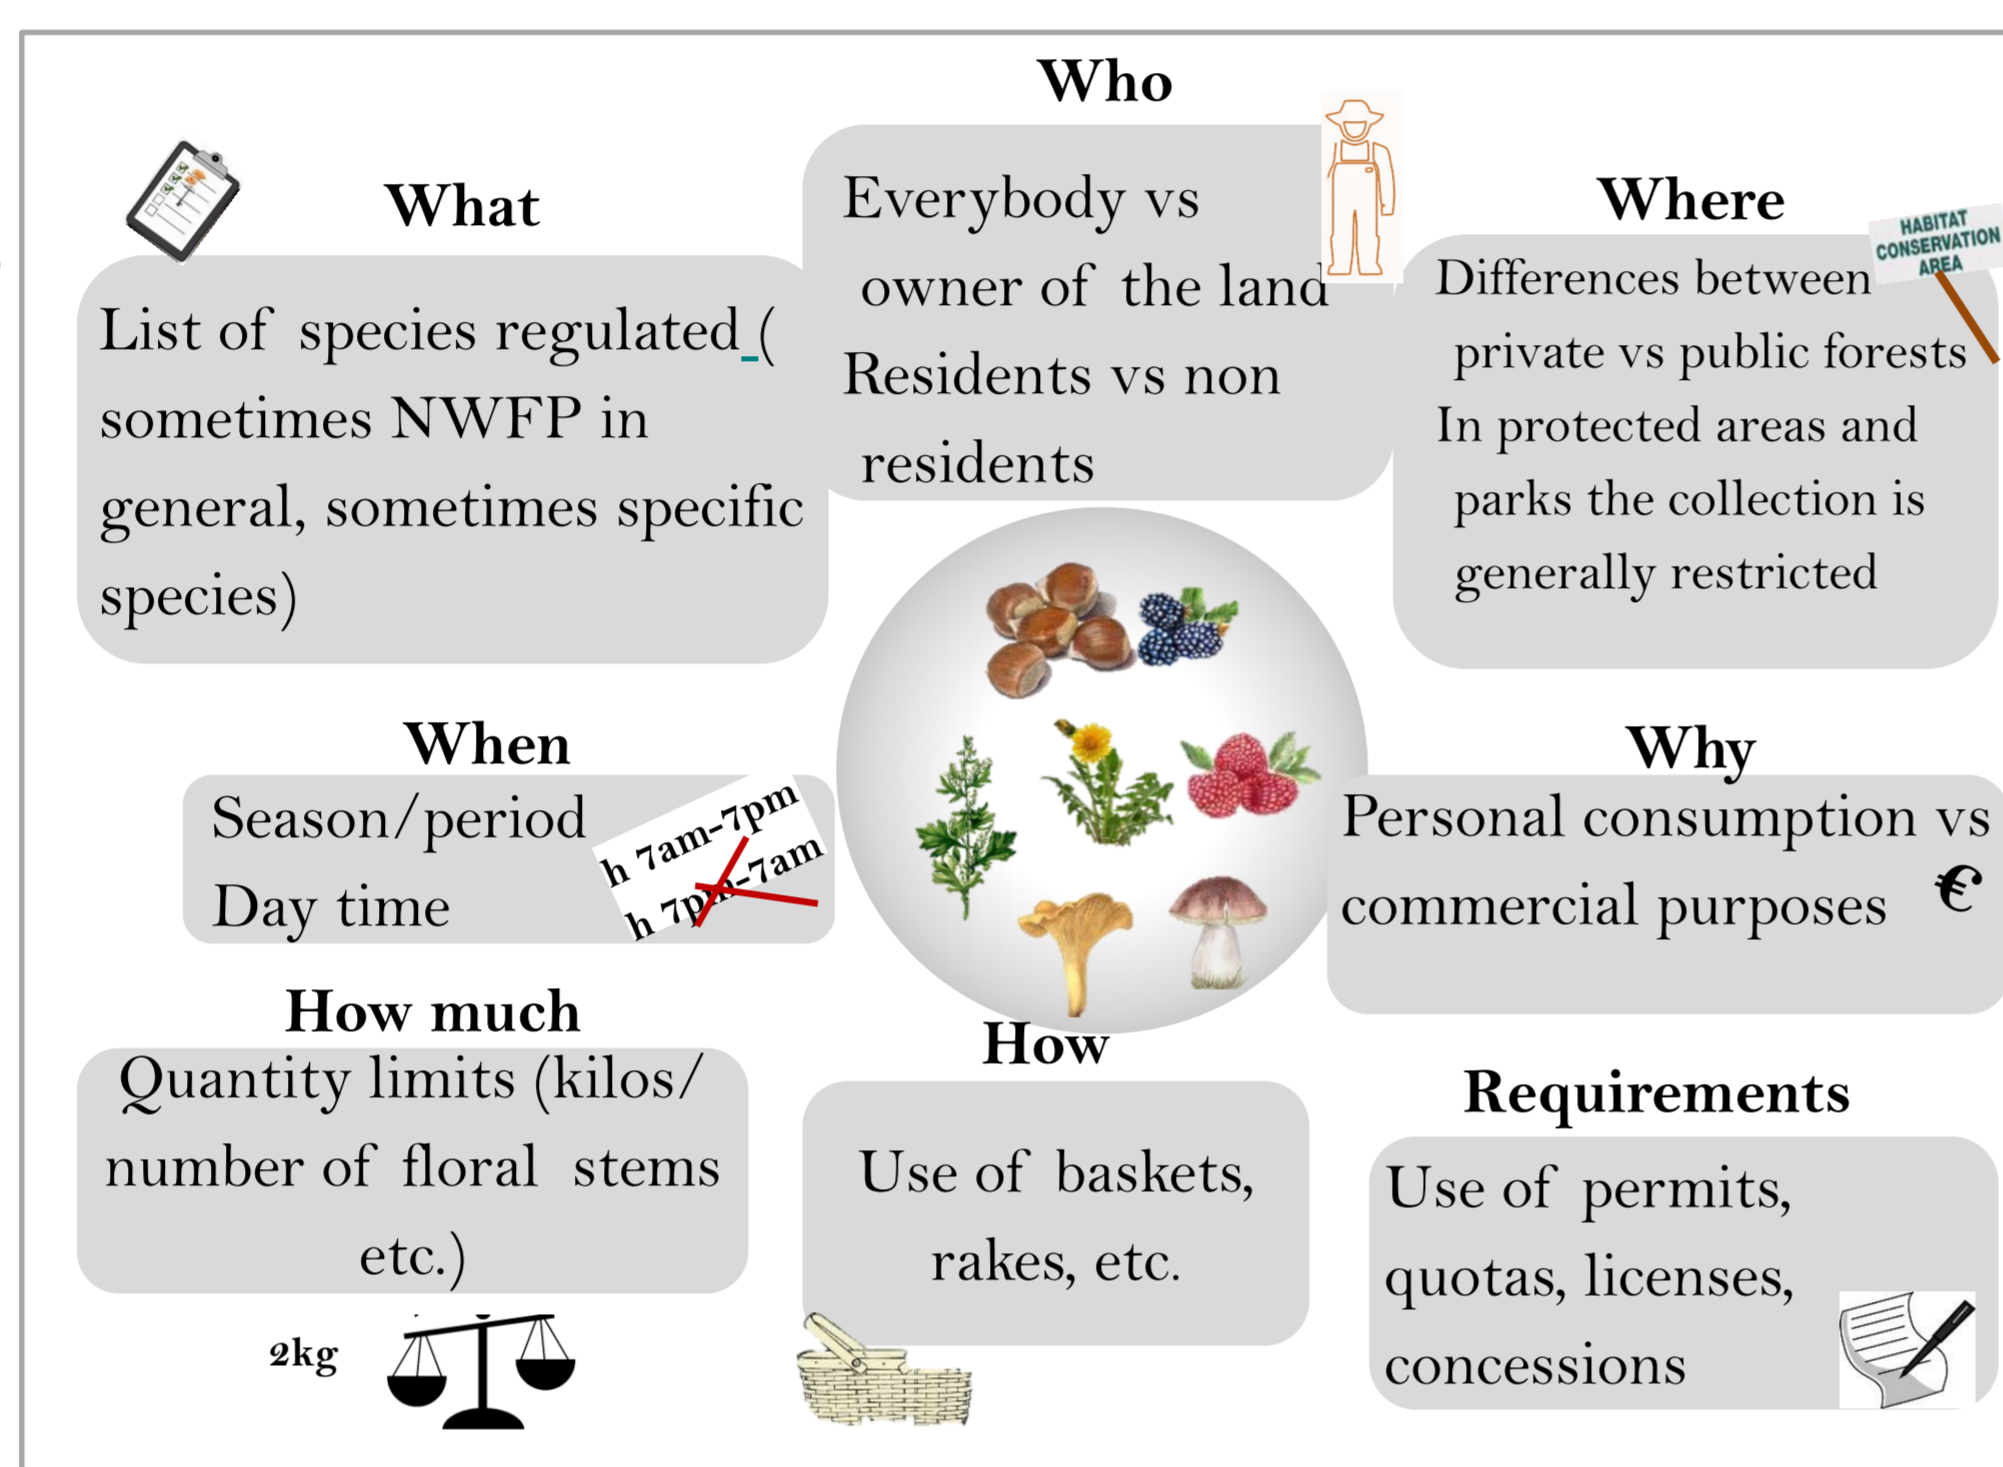 Who
Everybody vs
owner of the land
Residents vs non
residents
What
List of species regulated (
sometimes NWFP in
general, sometimes specific
species)
Where
HABITAT
CONSERVATION
AREA
Differences between
private vs public forests
In protected areas and
parks the collection is
generally restricted
When
Season/period
Day time
h 7am-7pm
h 7pm-7am
Why
Personal consumption vs
commercial purposes €
How much
Quantity limits (kilos/
number of floral stems
etc.)
2kg
How
Use of baskets,
rakes, etc.
Requirements
Use of permits,
quotas, licenses,
concessions